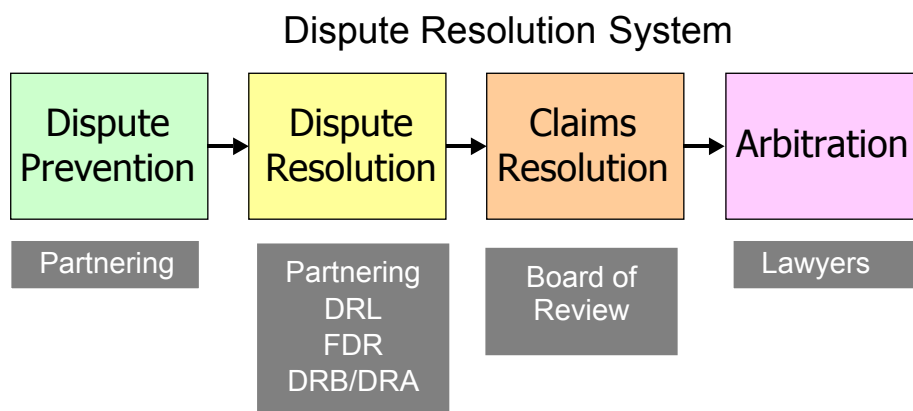 Dispute Resolution System
Dispute
Prevention
Dispute
Resolution
Claims
Resolution
Arbitration
Partnering
Partnering
DRL
FDR
DRB/DRA
Board of
Review
Lawyers